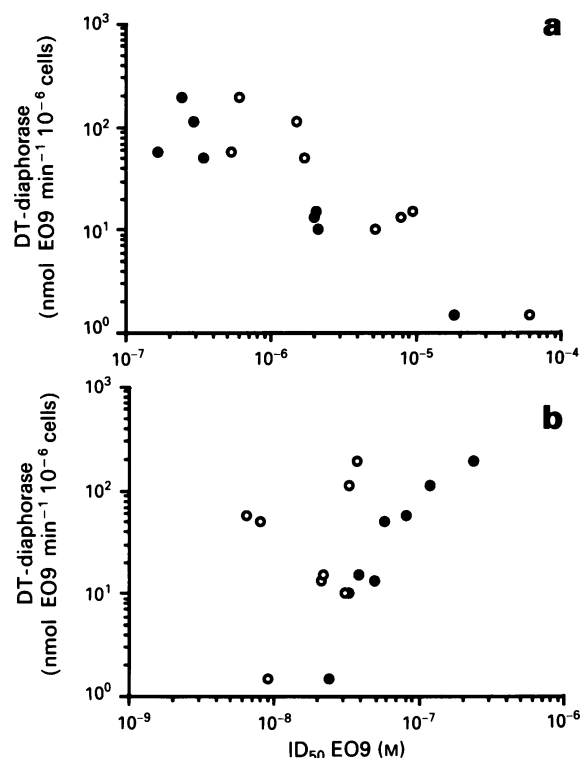 a
DT-diaphorase
(nmol EO9 min⁻¹ 10⁻⁶ cells)
10³
10²
10¹
10⁰
10⁻⁷ 10⁻⁶ 10⁻⁵ 10⁻⁴
b
DT-diaphorase
(nmol EO9 min⁻¹ 10⁻⁶ cells)
10³
10²
10¹
10⁰
10⁻⁹ 10⁻⁸ 10⁻⁷ 10⁻⁶
ID₅₀ EO9 (M)